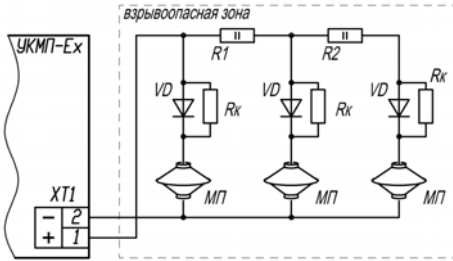 взрывоопасная зона
УКМП-Ex
R1
R2
VD
Rк
VD
Rк
VD
Rк
МП
МП
МП
XT1
− 2
+ 1